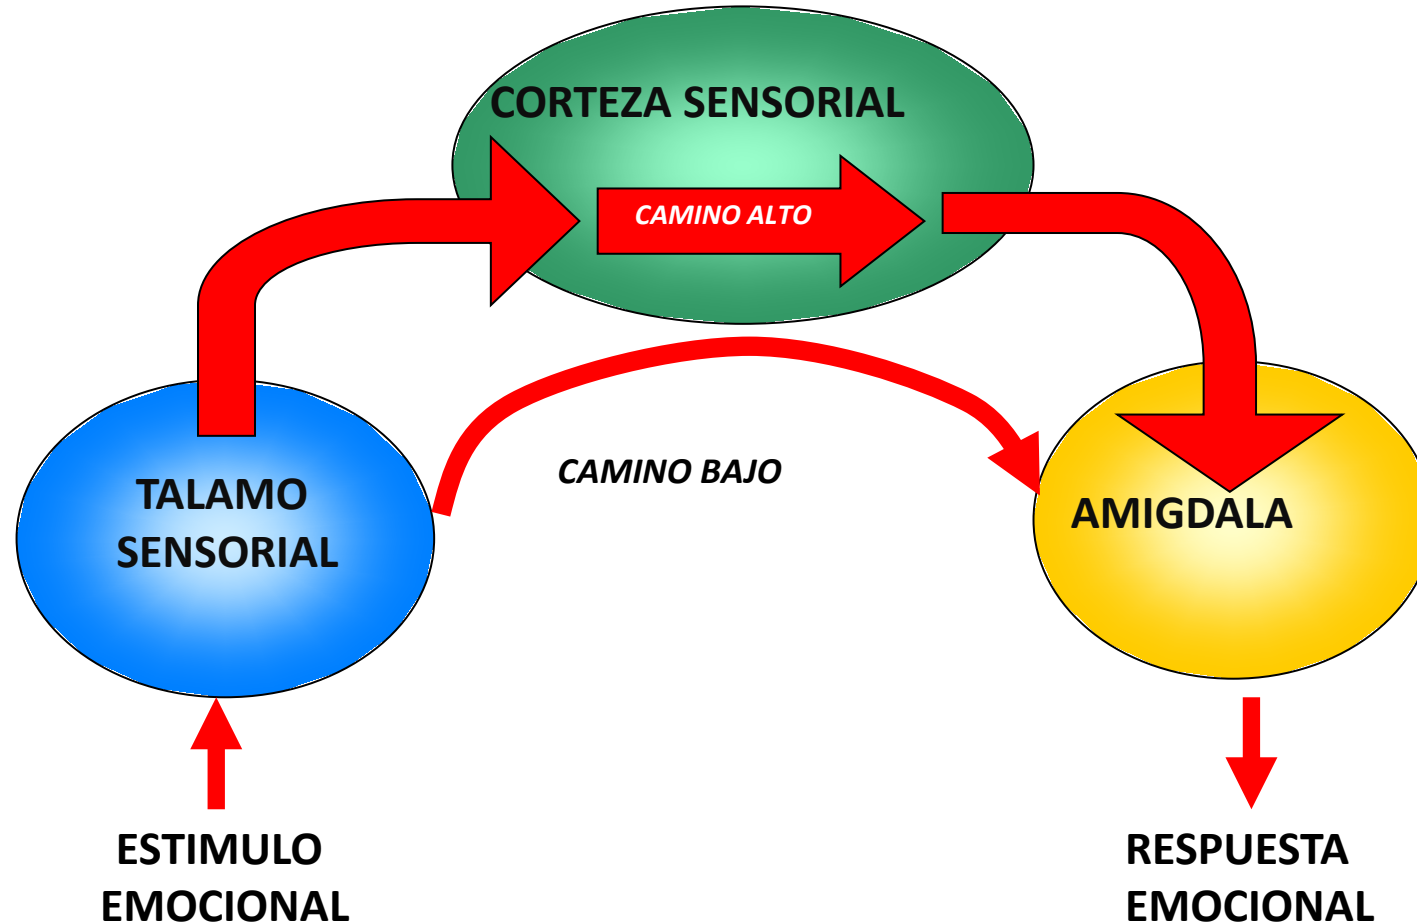 CORTEZA SENSORIAL
CAMINO ALTO
CAMINO BAJO
TALAMO
SENSORIAL
AMIGDALA
ESTIMULO
EMOCIONAL
RESPUESTA
EMOCIONAL